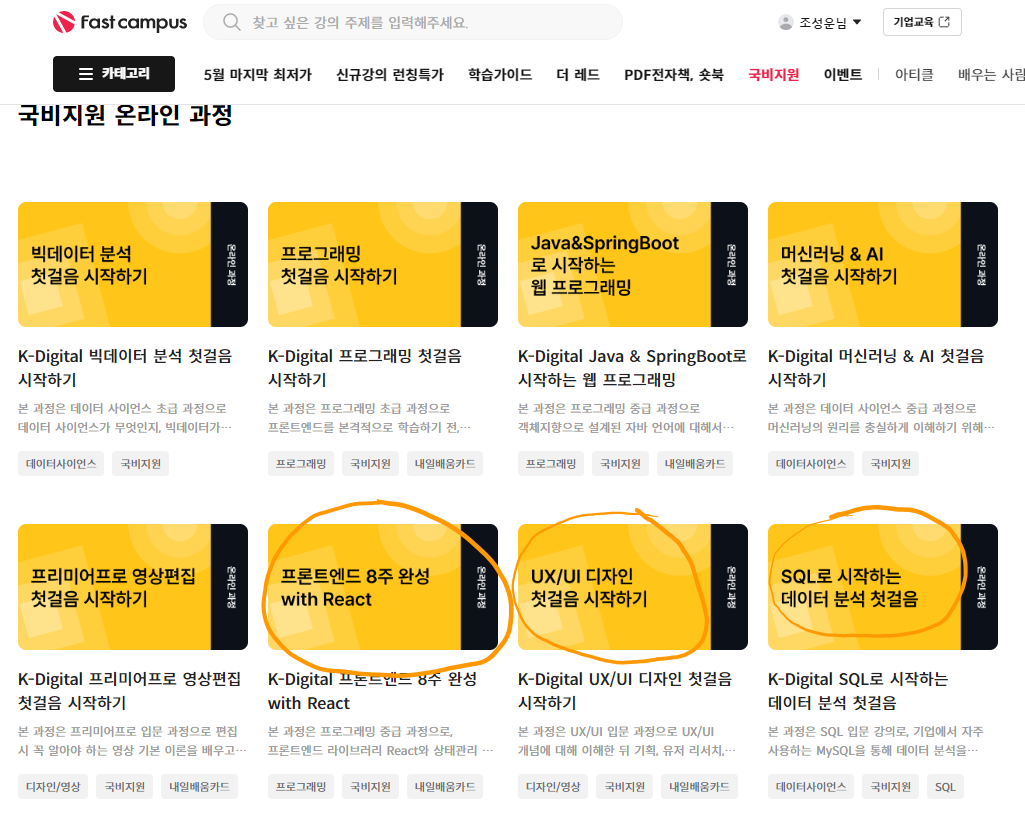 Fast campus
찾고 싶은 강의 주제를 입력해주세요.
조성운님
기업교육
카테고리
5월 마지막 최저가
신규강의 런칭특가
학습가이드
더 레드
PDF전자책, 숏북
국비지원
이벤트
아티클
배우는 사람
국비지원 온라인 과정
빅데이터 분석
첫걸음 시작하기
온라인 과정
프로그래밍
첫걸음 시작하기
온라인 과정
Java&SpringBoot
로 시작하는
웹 프로그래밍
온라인 과정
머신러닝 & AI
첫걸음 시작하기
온라인 과정
K-Digital 빅데이터 분석 첫걸음
시작하기
본 과정은 데이터 사이언스 초급 과정으로
데이터 사이언스가 무엇인지, 빅데이터가…
데이터사이언스
국비지원
K-Digital 프로그래밍 첫걸음
시작하기
본 과정은 프로그래밍 초급 과정으로
프론트엔드를 본격적으로 학습하기 전,…
프로그래밍
국비지원
내일배움카드
K-Digital Java & SpringBoot로
시작하는 웹 프로그래밍
본 과정은 프로그래밍 중급 과정으로
객체지향으로 설계된 자바 언어에 대해서…
프로그래밍
국비지원
내일배움카드
K-Digital 머신러닝 & AI 첫걸음
시작하기
본 과정은 데이터 사이언스 중급 과정으로
머신러닝의 원리를 충실하게 이해하기 위해…
데이터사이언스
국비지원
프리미어프로 영상편집
첫걸음 시작하기
온라인 과정
프론트엔드 8주 완성
with React
온라인 과정
UX/UI 디자인
첫걸음 시작하기
온라인 과정
SQL로 시작하는
데이터 분석 첫걸음
온라인 과정
K-Digital 프리미어프로 영상편집
첫걸음 시작하기
본 과정은 프리미어프로 입문 과정으로 편집
시 꼭 알아야 하는 영상 기본 이론을 배우고…
디자인/영상
국비지원
내일배움카드
K-Digital 프론트엔드 8주 완성
with React
본 과정은 프로그래밍 중급 과정으로,
프론트엔드 라이브러리 React와 상태관리 …
프로그래밍
국비지원
내일배움카드
K-Digital UX/UI 디자인 첫걸음
시작하기
본 과정은 UX/UI 입문 과정으로 UX/UI
개념에 대해 이해한 뒤 기획, 유저 리서치,…
디자인/영상
국비지원
내일배움카드
K-Digital SQL로 시작하는
데이터 분석 첫걸음
본 과정은 SQL 입문 강의로, 기업에서 자주
사용하는 MySQL을 통해 데이터 분석을…
데이터사이언스
국비지원
SQL